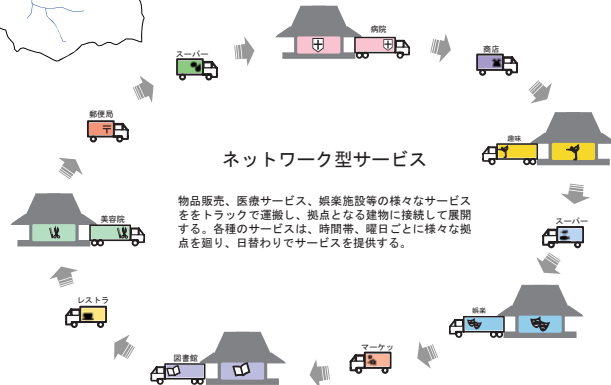 病院
スーパー
商店
郵便局
趣味
ネットワーク型サービス
物品販売、医療サービス、娯楽施設等の様々なサービス
ををトラックで運搬し、拠点となる建物に接続して展開
する。各種のサービスは、時間帯、曜日ごとに様々な拠
点を廻り、日替わりでサービスを提供する。
美容院
スーパー
レストラ
娯楽
マーケッ
図書館